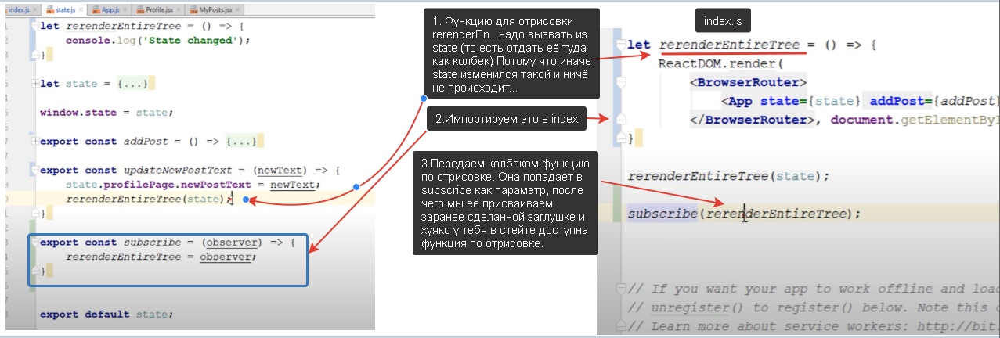 index.js × state.js × App.js × Profile.jsx × MyPosts.jsx ×
let rerenderEntireTree = () => {
console.log('State changed');
}
let state = {...}
window.state = state;
export const addPost = () => {...}
export const updateNewPostText = (newText) => {
state.profilePage.newPostText = newText;
rerenderEntireTree(state);
}
export const subscribe = (observer) => {
rerenderEntireTree = observer;
}
export default state;
1. Функцию для отрисовки
rerenderEn.. надо вызвать из
state (то есть отдать её туда
как колбек) Потому что иначе
state изменился такой и ничё
не происходит...
2.Импортируем это в index
3.Передаём колбеком функцию
по отрисовке. Она попадает в
subscribe как параметр, после
чего мы её присваиваем
заранее сделанной заглушке и
хуякс у тебя в стейте доступна
функция по отрисовке.
index.js
let rerenderEntireTree = () => {
ReactDOM.render(
<BrowserRouter>
<App state={state} addPost={addPost}
</BrowserRouter>, document.getElementByI
}
rerenderEntireTree(state);
subscribe(rerenderEntireTree);
// If you want your app to work offline and load
// unregister() to register() below. Note this
// Learn more about service workers: http://bit.